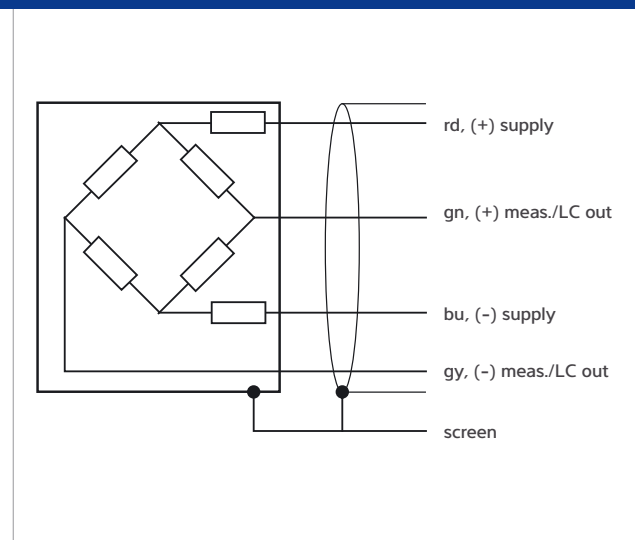 rd, (+) supply
gn, (+) meas./LC out
bu, (-) supply
gy, (-) meas./LC out
screen